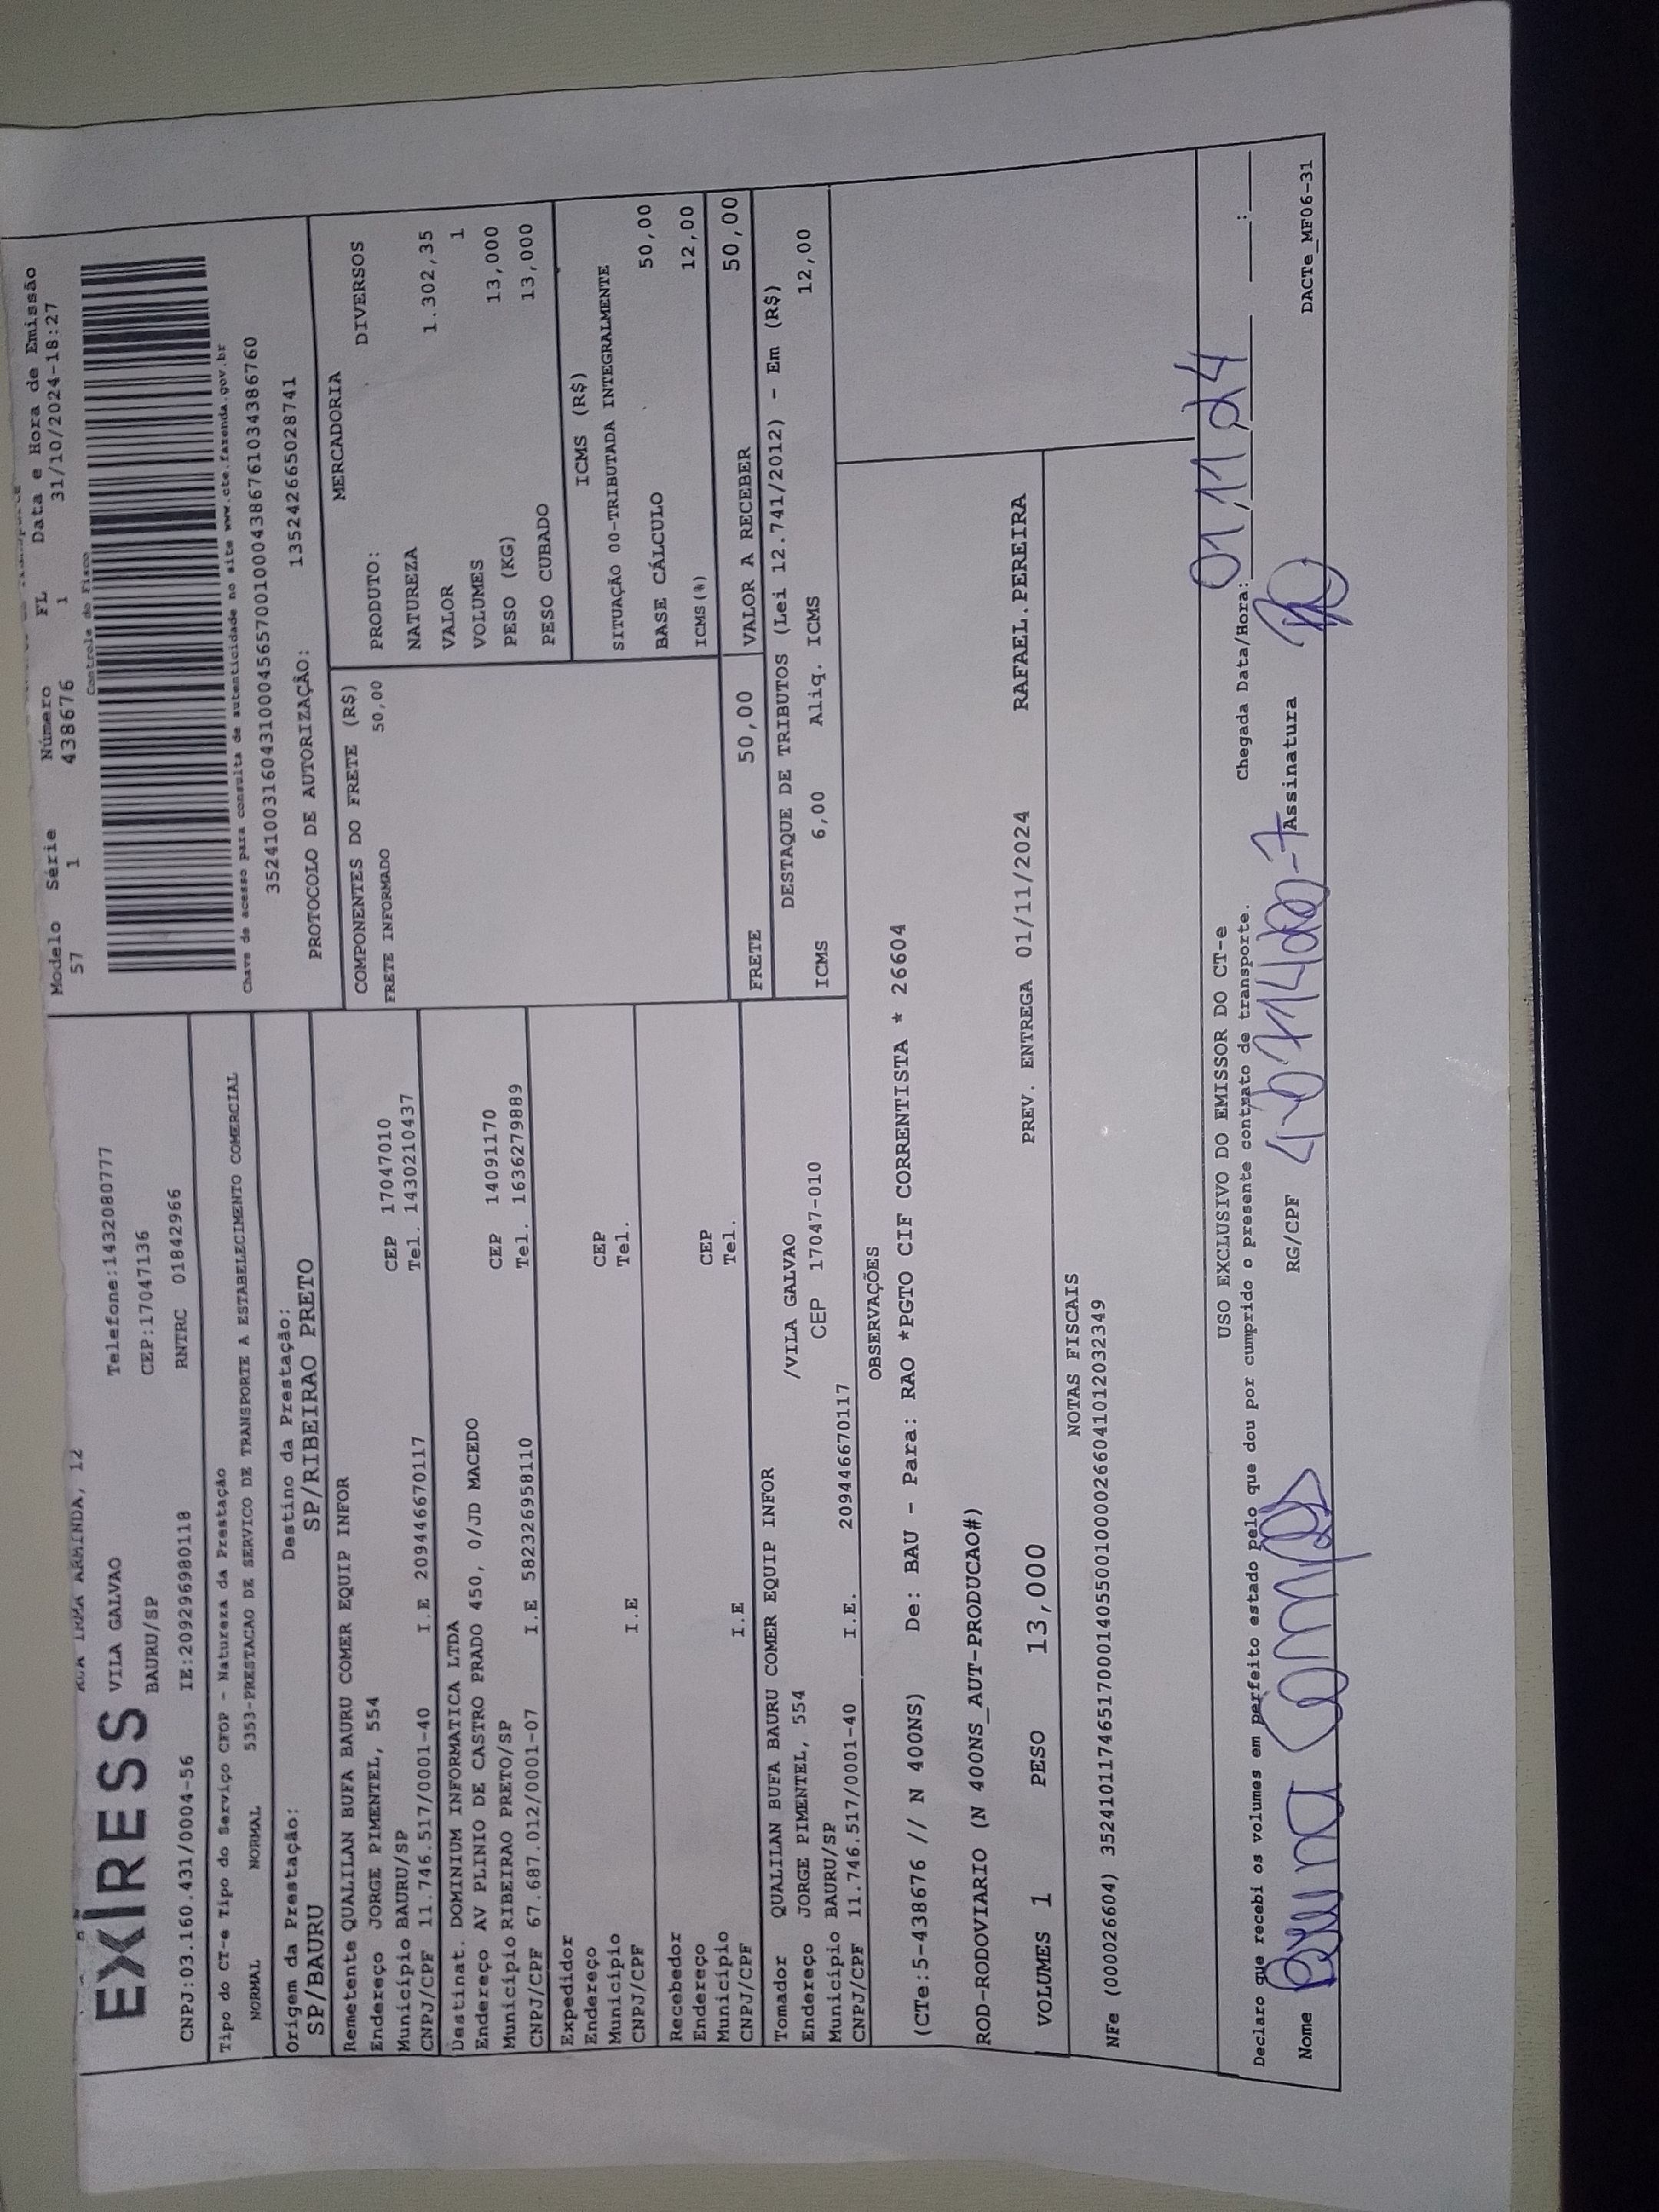 RUA IRMA ARMINDA, 12
EXPRESS
VILA GALVAO
Telefone:1432080777
BAURU/SP
CEP:17047136
CNPJ:03.160.431/0004-56 IE:209296980118 RNTRC 01842966
Modelo Série Número FL Data e Hora de Emissão
57 1 438676 1 31/10/2024-18:27
Controle do Fisco
Chave de acesso para consulta de autenticidade no site www.cte.fazenda.gov.br
35241003160431000456570010004386761034386760
PROTOCOLO DE AUTORIZAÇÃO: 135242665028741
Tipo do CT-e Tipo do Serviço CFOP - Natureza da Prestação
NORMAL NORMAL 5353-PRESTACAO DE SERVICO DE TRANSPORTE A ESTABELECIMENTO COMERCIAL
Origem da Prestação: Destino da Prestação:
SP/BAURU SP/RIBEIRAO PRETO
Remetente QUALILAN BUFA BAURU COMER EQUIP INFOR
Endereço JORGE PIMENTEL, 554 CEP 17047010
Município BAURU/SP Tel. 1430210437
CNPJ/CPF 11.746.517/0001-40 I.E 209446670117
Destinat. DOMINIUM INFORMATICA LTDA
Endereço AV PLINIO DE CASTRO PRADO 450, 0/JD MACEDO CEP 14091170
Município RIBEIRAO PRETO/SP Tel. 1636279889
CNPJ/CPF 67.687.012/0001-07 I.E 582326958110
Expedidor
Endereço CEP
Município Tel.
CNPJ/CPF I.E
Recebedor
Endereço CEP
Município Tel.
CNPJ/CPF I.E
Tomador QUALILAN BUFA BAURU COMER EQUIP INFOR
Endereço JORGE PIMENTEL, 554 /VILA GALVAO
Município BAURU/SP CEP 17047-010
CNPJ/CPF 11.746.517/0001-40 I.E. 209446670117
COMPONENTES DO FRETE (R$)
FRETE INFORMADO 50,00
MERCADORIA
PRODUTO: DIVERSOS
NATUREZA
VALOR 1.302,35
VOLUMES 1
PESO (KG) 13,000
PESO CUBADO 13,000
ICMS (R$)
SITUAÇÃO 00-TRIBUTADA INTEGRALMENTE
BASE CÁLCULO 50,00
ICMS(%) 12,00
FRETE 50,00 VALOR A RECEBER 50,00
DESTAQUE DE TRIBUTOS (Lei 12.741/2012) - Em (R$)
ICMS 6,00 Aliq. ICMS 12,00
OBSERVAÇÕES
(CTe:5-438676 // N 400NS) De: BAU - Para: RAO *PGTO CIF CORRENTISTA * 26604
ROD-RODOVIARIO (N 400NS_AUT-PRODUCAO#)
VOLUMES 1 PESO 13,000 PREV. ENTREGA 01/11/2024 RAFAEL.PEREIRA
NOTAS FISCAIS
NFe (000026604) 35241011746517000140550010000266041012032349
USO EXCLUSIVO DO EMISSOR DO CT-e
Declaro que recebi os volumes em perfeito estado pelo que dou por cumprido o presente contrato de transporte. Chegada Data/Hora: 01 11 24 :
Nome RG/CPF Assinatura
DACTe_MF06-31